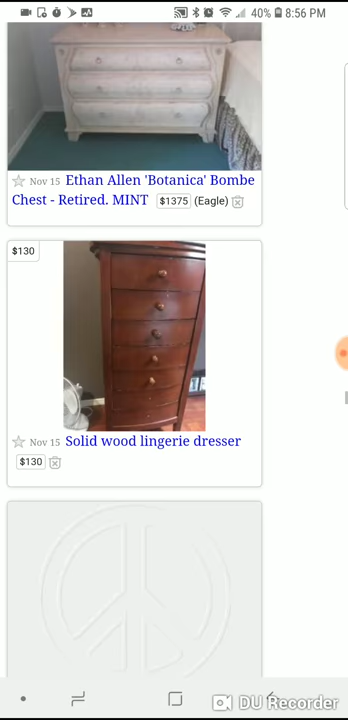 40% 8:56 PM
Nov 15 Ethan Allen 'Botanica' Bombe
Chest - Retired. MINT $1375 (Eagle)
$130
Nov 15 Solid wood lingerie dresser
$130
DU Recorder